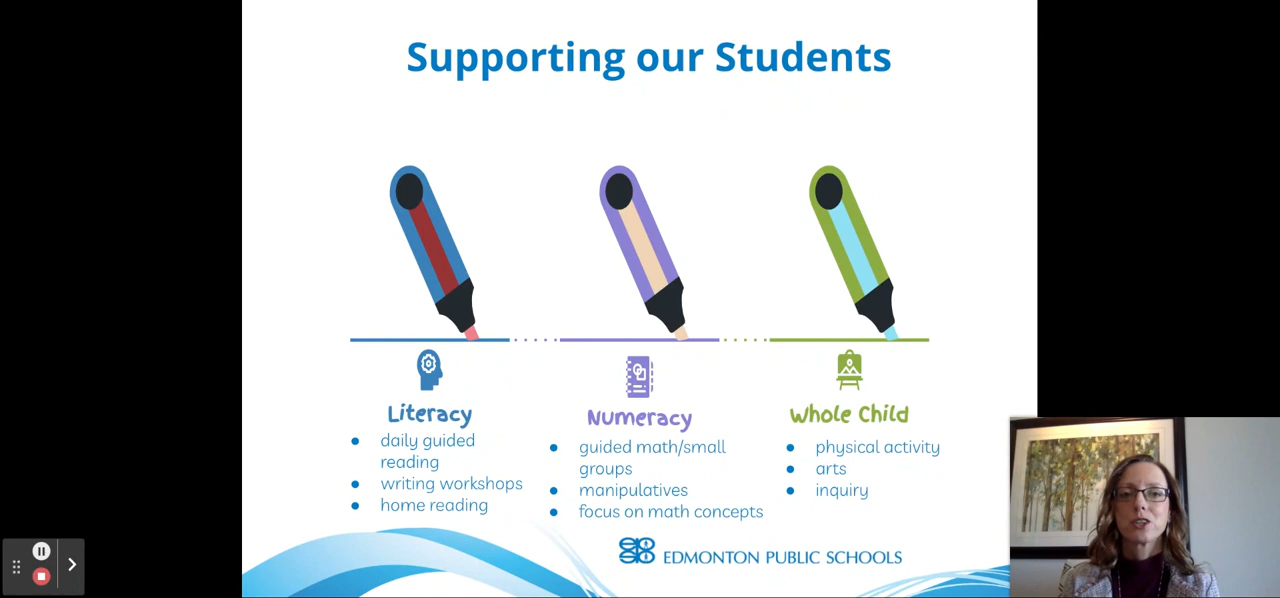 Supporting our Students
Literacy
daily guided
reading
writing workshops
home reading
Numeracy
guided math/small
groups
manipulatives
focus on math concepts
Whole Child
physical activity
arts
inquiry
EDMONTON PUBLIC SCHOOLS